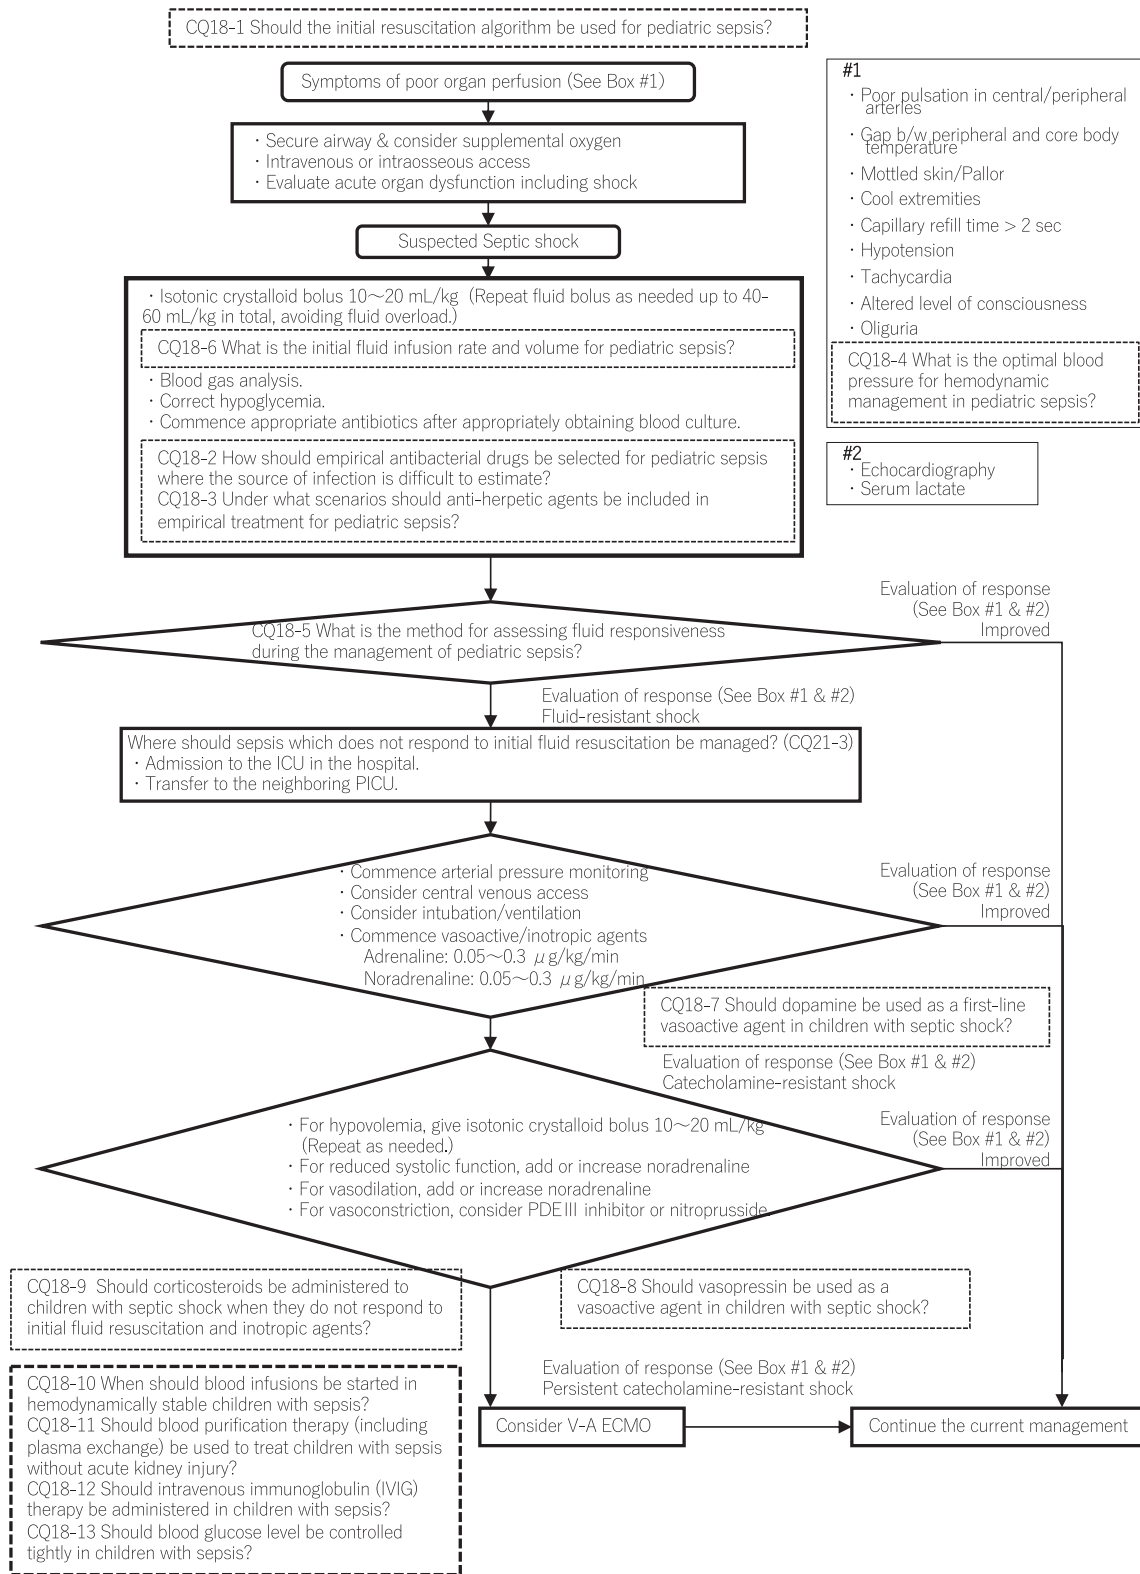 CQ18-1 Should the initial resuscitation algorithm be used for pediatric sepsis?
Symptoms of poor organ perfusion (See Box #1)
・Secure airway & consider supplemental oxygen
・Intravenous or intraosseous access
・Evaluate acute organ dysfunction including shock
Suspected Septic shock
・Isotonic crystalloid bolus 10～20 mL/kg (Repeat fluid bolus as needed up to 40-
60 mL/kg in total, avoiding fluid overload.)
CQ18-6 What is the initial fluid infusion rate and volume for pediatric sepsis?
・Blood gas analysis.
・Correct hypoglycemia.
・Commence appropriate antibiotics after appropriately obtaining blood culture.
CQ18-2 How should empirical antibacterial drugs be selected for pediatric sepsis
where the source of infection is difficult to estimate?
CQ18-3 Under what scenarios should anti-herpetic agents be included in
empirical treatment for pediatric sepsis?
#1
・Poor pulsation in central/peripheral
arteries
・Gap b/w peripheral and core body
temperature
・Mottled skin/Pallor
・Cool extremities
・Capillary refill time > 2 sec
・Hypotension
・Tachycardia
・Altered level of consciousness
・Oliguria
CQ18-4 What is the optimal blood
pressure for hemodynamic
management in pediatric sepsis?
#2
・Echocardiography
・Serum lactate
CQ18-5 What is the method for assessing fluid responsiveness
during the management of pediatric sepsis?
Evaluation of response
(See Box #1 & #2)
Improved
Evaluation of response (See Box #1 & #2)
Fluid-resistant shock
Where should sepsis which does not respond to initial fluid resuscitation be managed? (CQ21-3)
・Admission to the ICU in the hospital.
・Transfer to the neighboring PICU.
・Commence arterial pressure monitoring
・Consider central venous access
・Consider intubation/ventilation
・Commence vasoactive/inotropic agents
Adrenaline: 0.05～0.3 μg/kg/min
Noradrenaline: 0.05～0.3 μg/kg/min
Evaluation of response
(See Box #1 & #2)
Improved
CQ18-7 Should dopamine be used as a first-line
vasoactive agent in children with septic shock?
Evaluation of response (See Box #1 & #2)
Catecholamine-resistant shock
・For hypovolemia, give isotonic crystalloid bolus 10～20 mL/kg
(Repeat as needed.)
・For reduced systolic function, add or increase noradrenaline
・For vasodilation, add or increase noradrenaline
・For vasoconstriction, consider PDEIII inhibitor or nitroprusside.
Evaluation of response
(See Box #1 & #2)
Improved
CQ18-9 Should corticosteroids be administered to
children with septic shock when they do not respond to
initial fluid resuscitation and inotropic agents?
CQ18-8 Should vasopressin be used as a
vasoactive agent in children with septic shock?
Evaluation of response (See Box #1 & #2)
Persistent catecholamine-resistant shock
Consider V-A ECMO
Continue the current management
CQ18-10 When should blood infusions be started in
hemodynamically stable children with sepsis?
CQ18-11 Should blood purification therapy (including
plasma exchange) be used to treat children with sepsis
without acute kidney injury?
CQ18-12 Should intravenous immunoglobulin (IVIG)
therapy be administered in children with sepsis?
CQ18-13 Should blood glucose level be controlled
tightly in children with sepsis?